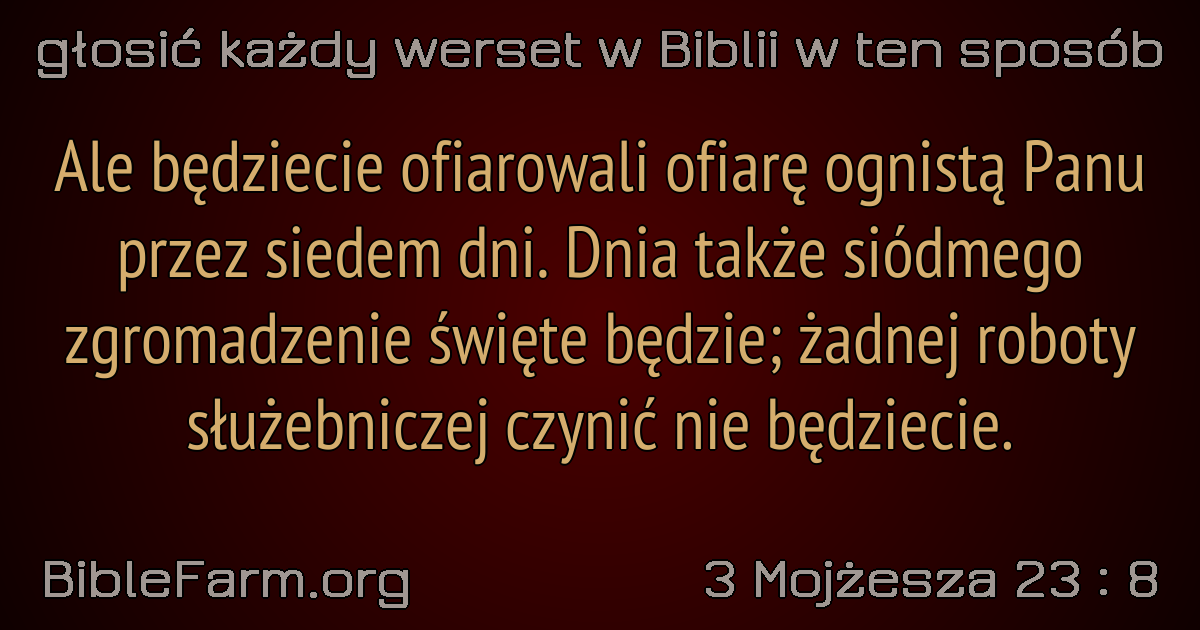 głosić każdy werset w Biblii w ten sposób
Ale będziecie ofiarowali ofiarę ognistą Panu
przez siedem dni. Dnia także siódmego
zgromadzenie święte będzie; żadnej roboty
służebniczej czynić nie będziecie.
BibleFarm.org
3 Mojżesza 23 : 8